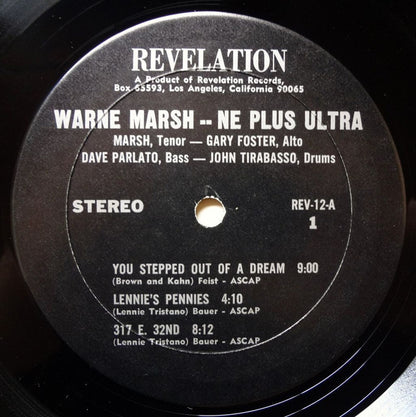 REVELATION
A Product of Revelation Records,
Box 65593, Los Angeles, California 90065
WARNE MARSH -- NE PLUS ULTRA
MARSH, Tenor — GARY FOSTER, Alto
DAVE PARLATO, Bass — JOHN TIRABASSO, Drums
STEREO
REV-12-A
1
YOU STEPPED OUT OF A DREAM 9:00
(Brown and Kahn) Feist - ASCAP
LENNIE'S PENNIES 4:10
(Lennie Tristano) Bauer - ASCAP
317 E. 32ND 8:12
(Lennie Tristano) Bauer - ASCAP